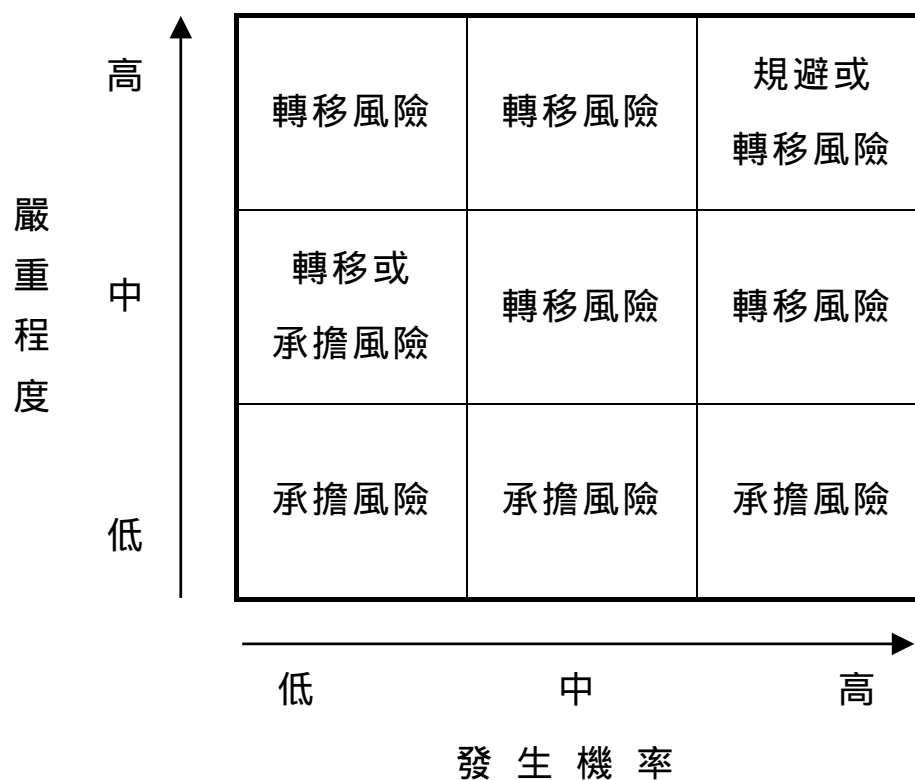 高
轉移風險
轉移風險
規避或
轉移風險
嚴重程度
中
轉移或
承擔風險
轉移風險
轉移風險
低
承擔風險
承擔風險
承擔風險
低
中
高
發生機率